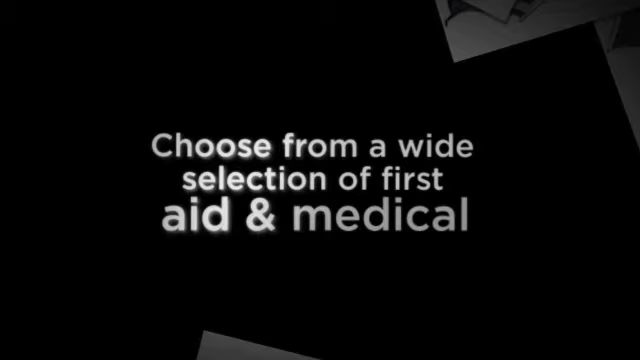 Choose from a wide
selection of first
aid & medical